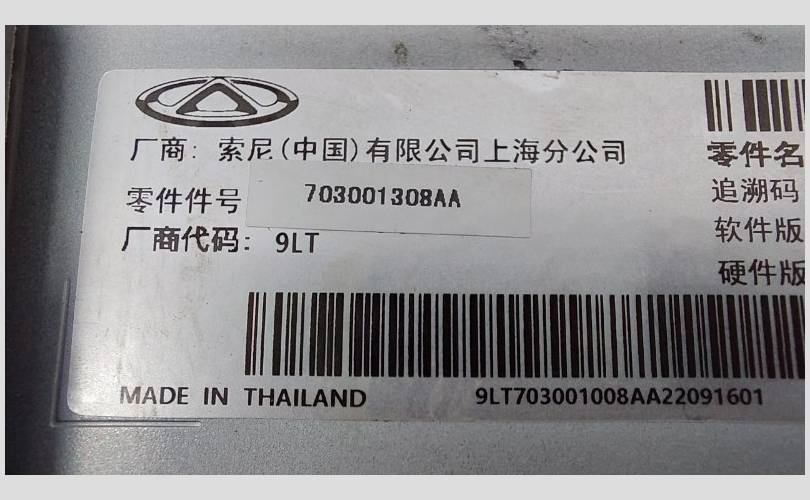 厂商: 索尼(中国)有限公司上海分公司
零件件号 703001308AA
厂商代码: 9LT
零件名
追溯码
软件版
硬件版
MADE IN THAILAND
9LT703001008AA22091601